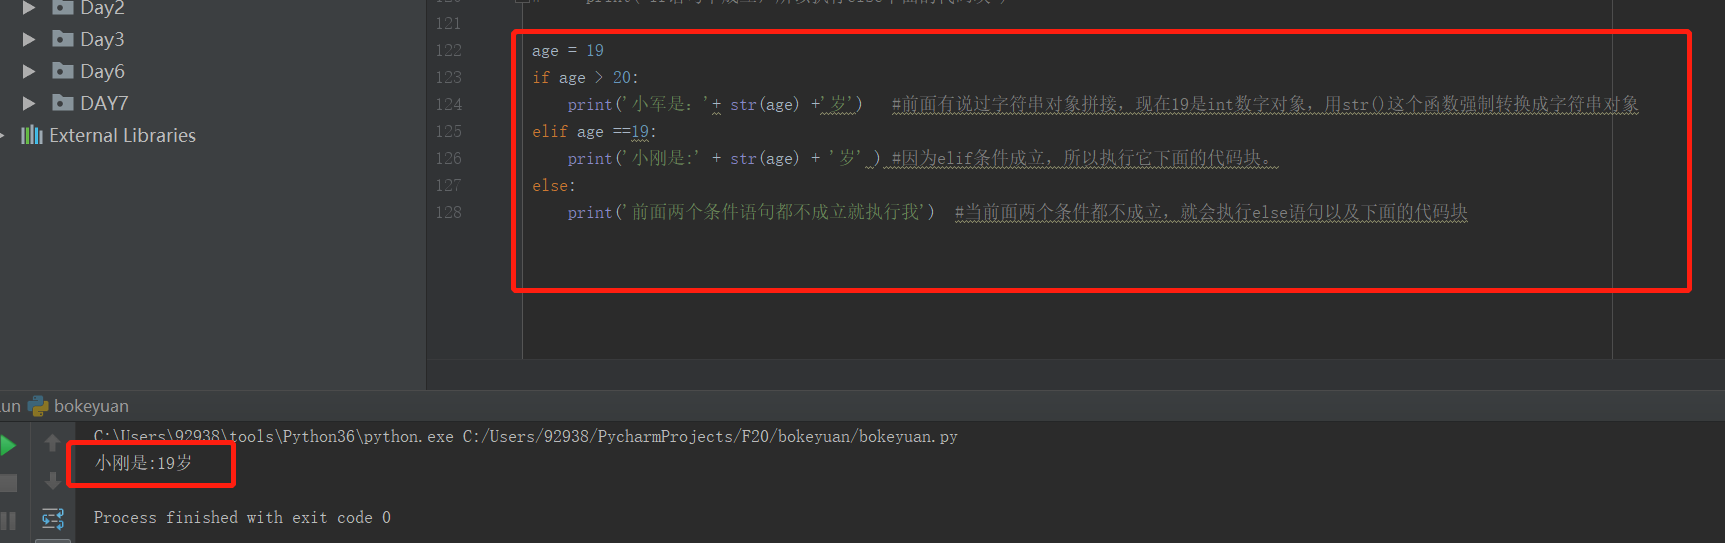 Day2
Day3
Day6
DAY7
External Libraries
121
122 age = 19
123 if age > 20:
124 print('小军是：'+ str(age) +'岁') #前面有说过字符串对象拼接，现在19是int数字对象，用str()这个函数强制转换成字符串对象
125 elif age ==19:
126 print('小刚是:' + str(age) + '岁' ) #因为elif条件成立，所以执行它下面的代码块。
127 else:
128 print('前面两个条件语句都不成立就执行我') #当前面两个条件都不成立，就会执行else语句以及下面的代码块
un bokeyuan
C:\Users\92938\tools\Python36\python.exe C:/Users/92938/PycharmProjects/F20/bokeyuan/bokeyuan.py
小刚是:19岁
Process finished with exit code 0